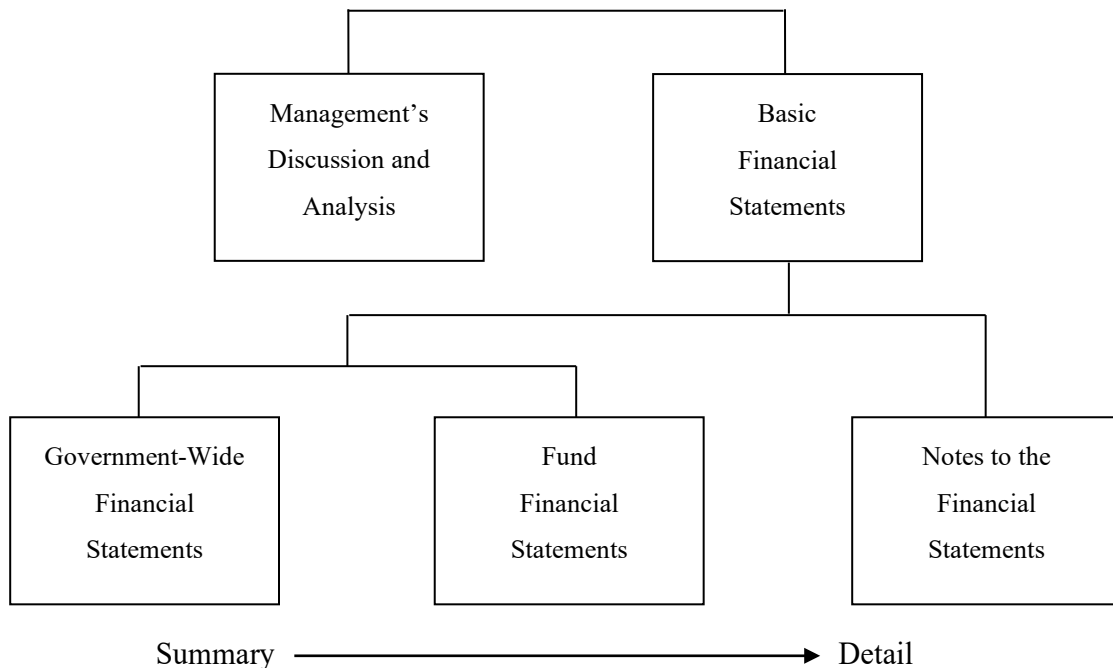 Management’s
Discussion and
Analysis
Basic
Financial
Statements
Government-Wide
Financial
Statements
Fund
Financial
Statements
Notes to the
Financial
Statements
Summary
Detail